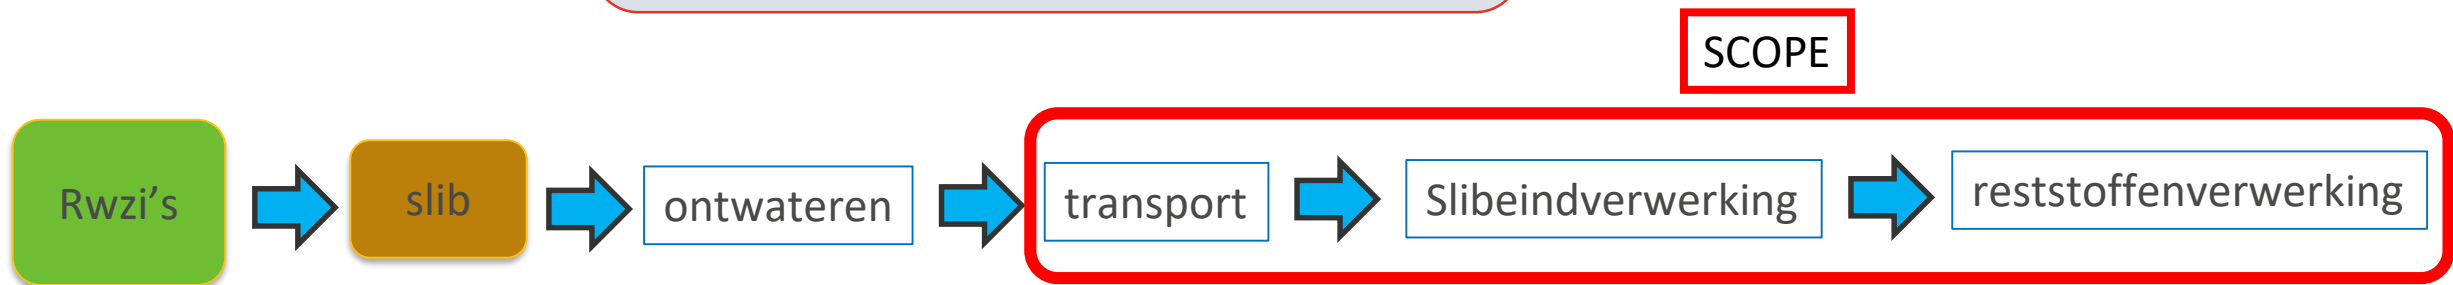 SCOPE
Rwzi’s
slib
ontwateren
transport
Slibeindverwerking
reststoffenverwerking